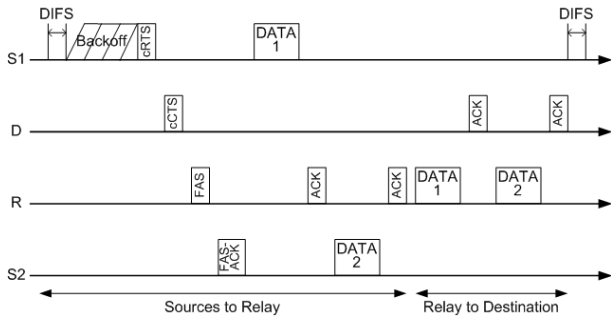 DIFS
DIFS
Backoff
cRTS
DATA
1
S1
cCTS
ACK
ACK
D
FAS
ACK
ACK
DATA
1
DATA
2
R
FAS-
ACK
DATA
2
S2
Sources to Relay
Relay to Destination